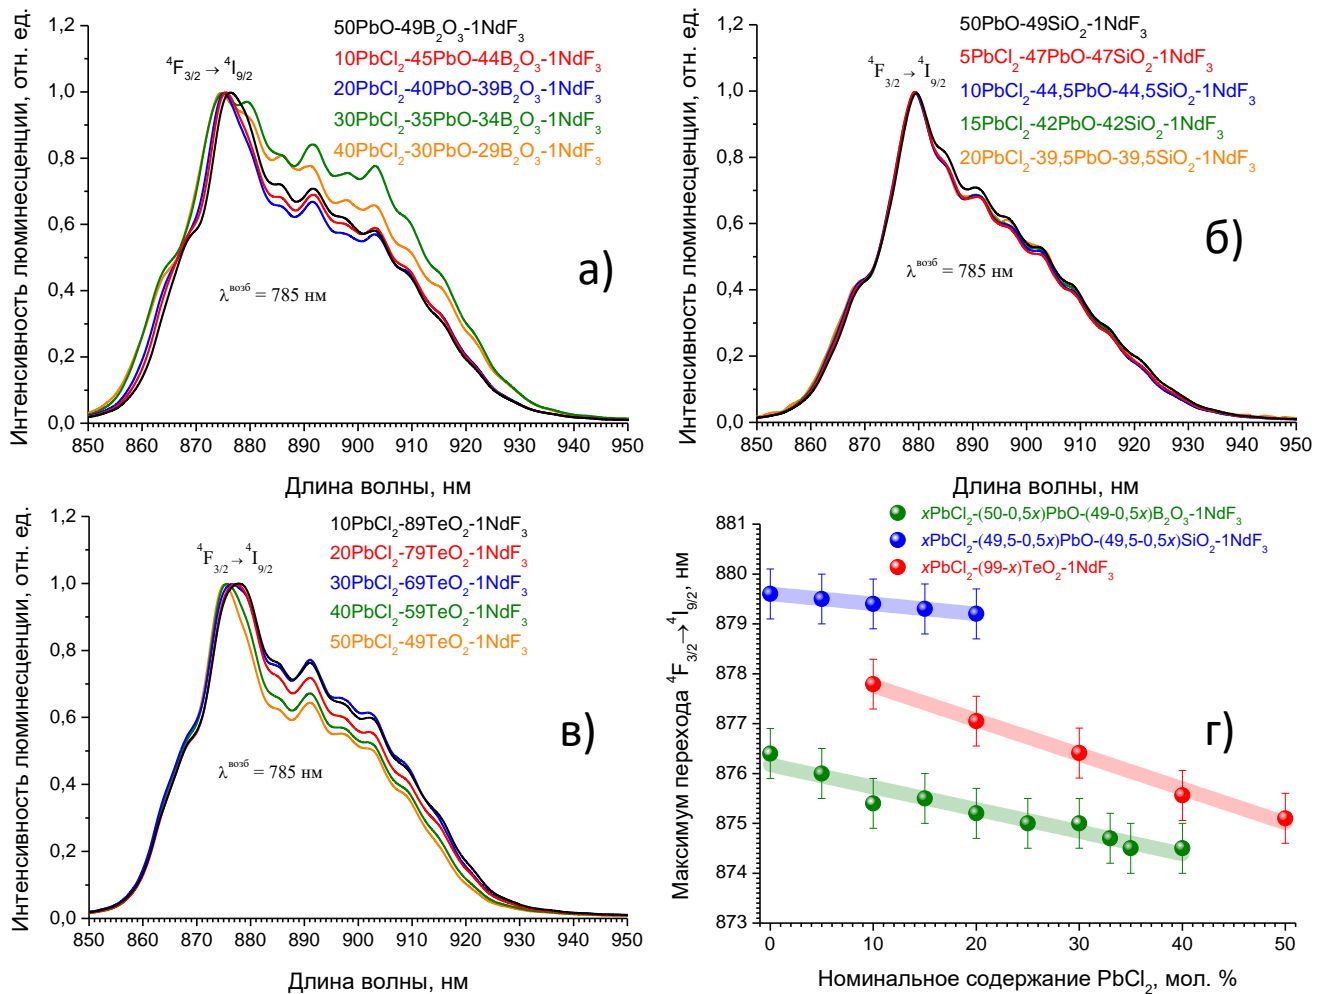 1,2
1,0
0,8
0,6
0,4
0,2
0,0
Интенсивность люминесценции, отн. ед.
⁴F₃/₂ → ⁴I₉/₂
50PbO-49B₂O₃-1NdF₃
10PbCl₂-45PbO-44B₂O₃-1NdF₃
20PbCl₂-40PbO-39B₂O₃-1NdF₃
30PbCl₂-35PbO-34B₂O₃-1NdF₃
40PbCl₂-30PbO-29B₂O₃-1NdF₃
а)
λвозб = 785 нм
850 860 870 880 890 900 910 920 930 940 950
Длина волны, нм
1,2
1,0
0,8
0,6
0,4
0,2
0,0
Интенсивность люминесценции, отн. ед.
⁴F₃/₂ → ⁴I₉/₂
50PbO-49SiO₂-1NdF₃
5PbCl₂-47PbO-47SiO₂-1NdF₃
10PbCl₂-44,5PbO-44,5SiO₂-1NdF₃
15PbCl₂-42PbO-42SiO₂-1NdF₃
20PbCl₂-39,5PbO-39,5SiO₂-1NdF₃
б)
λвозб = 785 нм
850 860 870 880 890 900 910 920 930 940 950
Длина волны, нм
1,2
1,0
0,8
0,6
0,4
0,2
0,0
Интенсивность люминесценции, отн. ед.
⁴F₃/₂ → ⁴I₉/₂
10PbCl₂-89TeO₂-1NdF₃
20PbCl₂-79TeO₂-1NdF₃
30PbCl₂-69TeO₂-1NdF₃
40PbCl₂-59TeO₂-1NdF₃
50PbCl₂-49TeO₂-1NdF₃
в)
λвозб = 785 нм
850 860 870 880 890 900 910 920 930 940 950
Длина волны, нм
881
880
879
878
877
876
875
874
873
Максимум перехода ⁴F₃/₂→⁴I₉/₂, нм
xPbCl₂-(50-0,5x)PbO-(49-0,5x)B₂O₃-1NdF₃
xPbCl₂-(49,5-0,5x)PbO-(49,5-0,5x)SiO₂-1NdF₃
xPbCl₂-(99-x)TeO₂-1NdF₃
г)
0 10 20 30 40 50
Номинальное содержание PbCl₂, мол. %